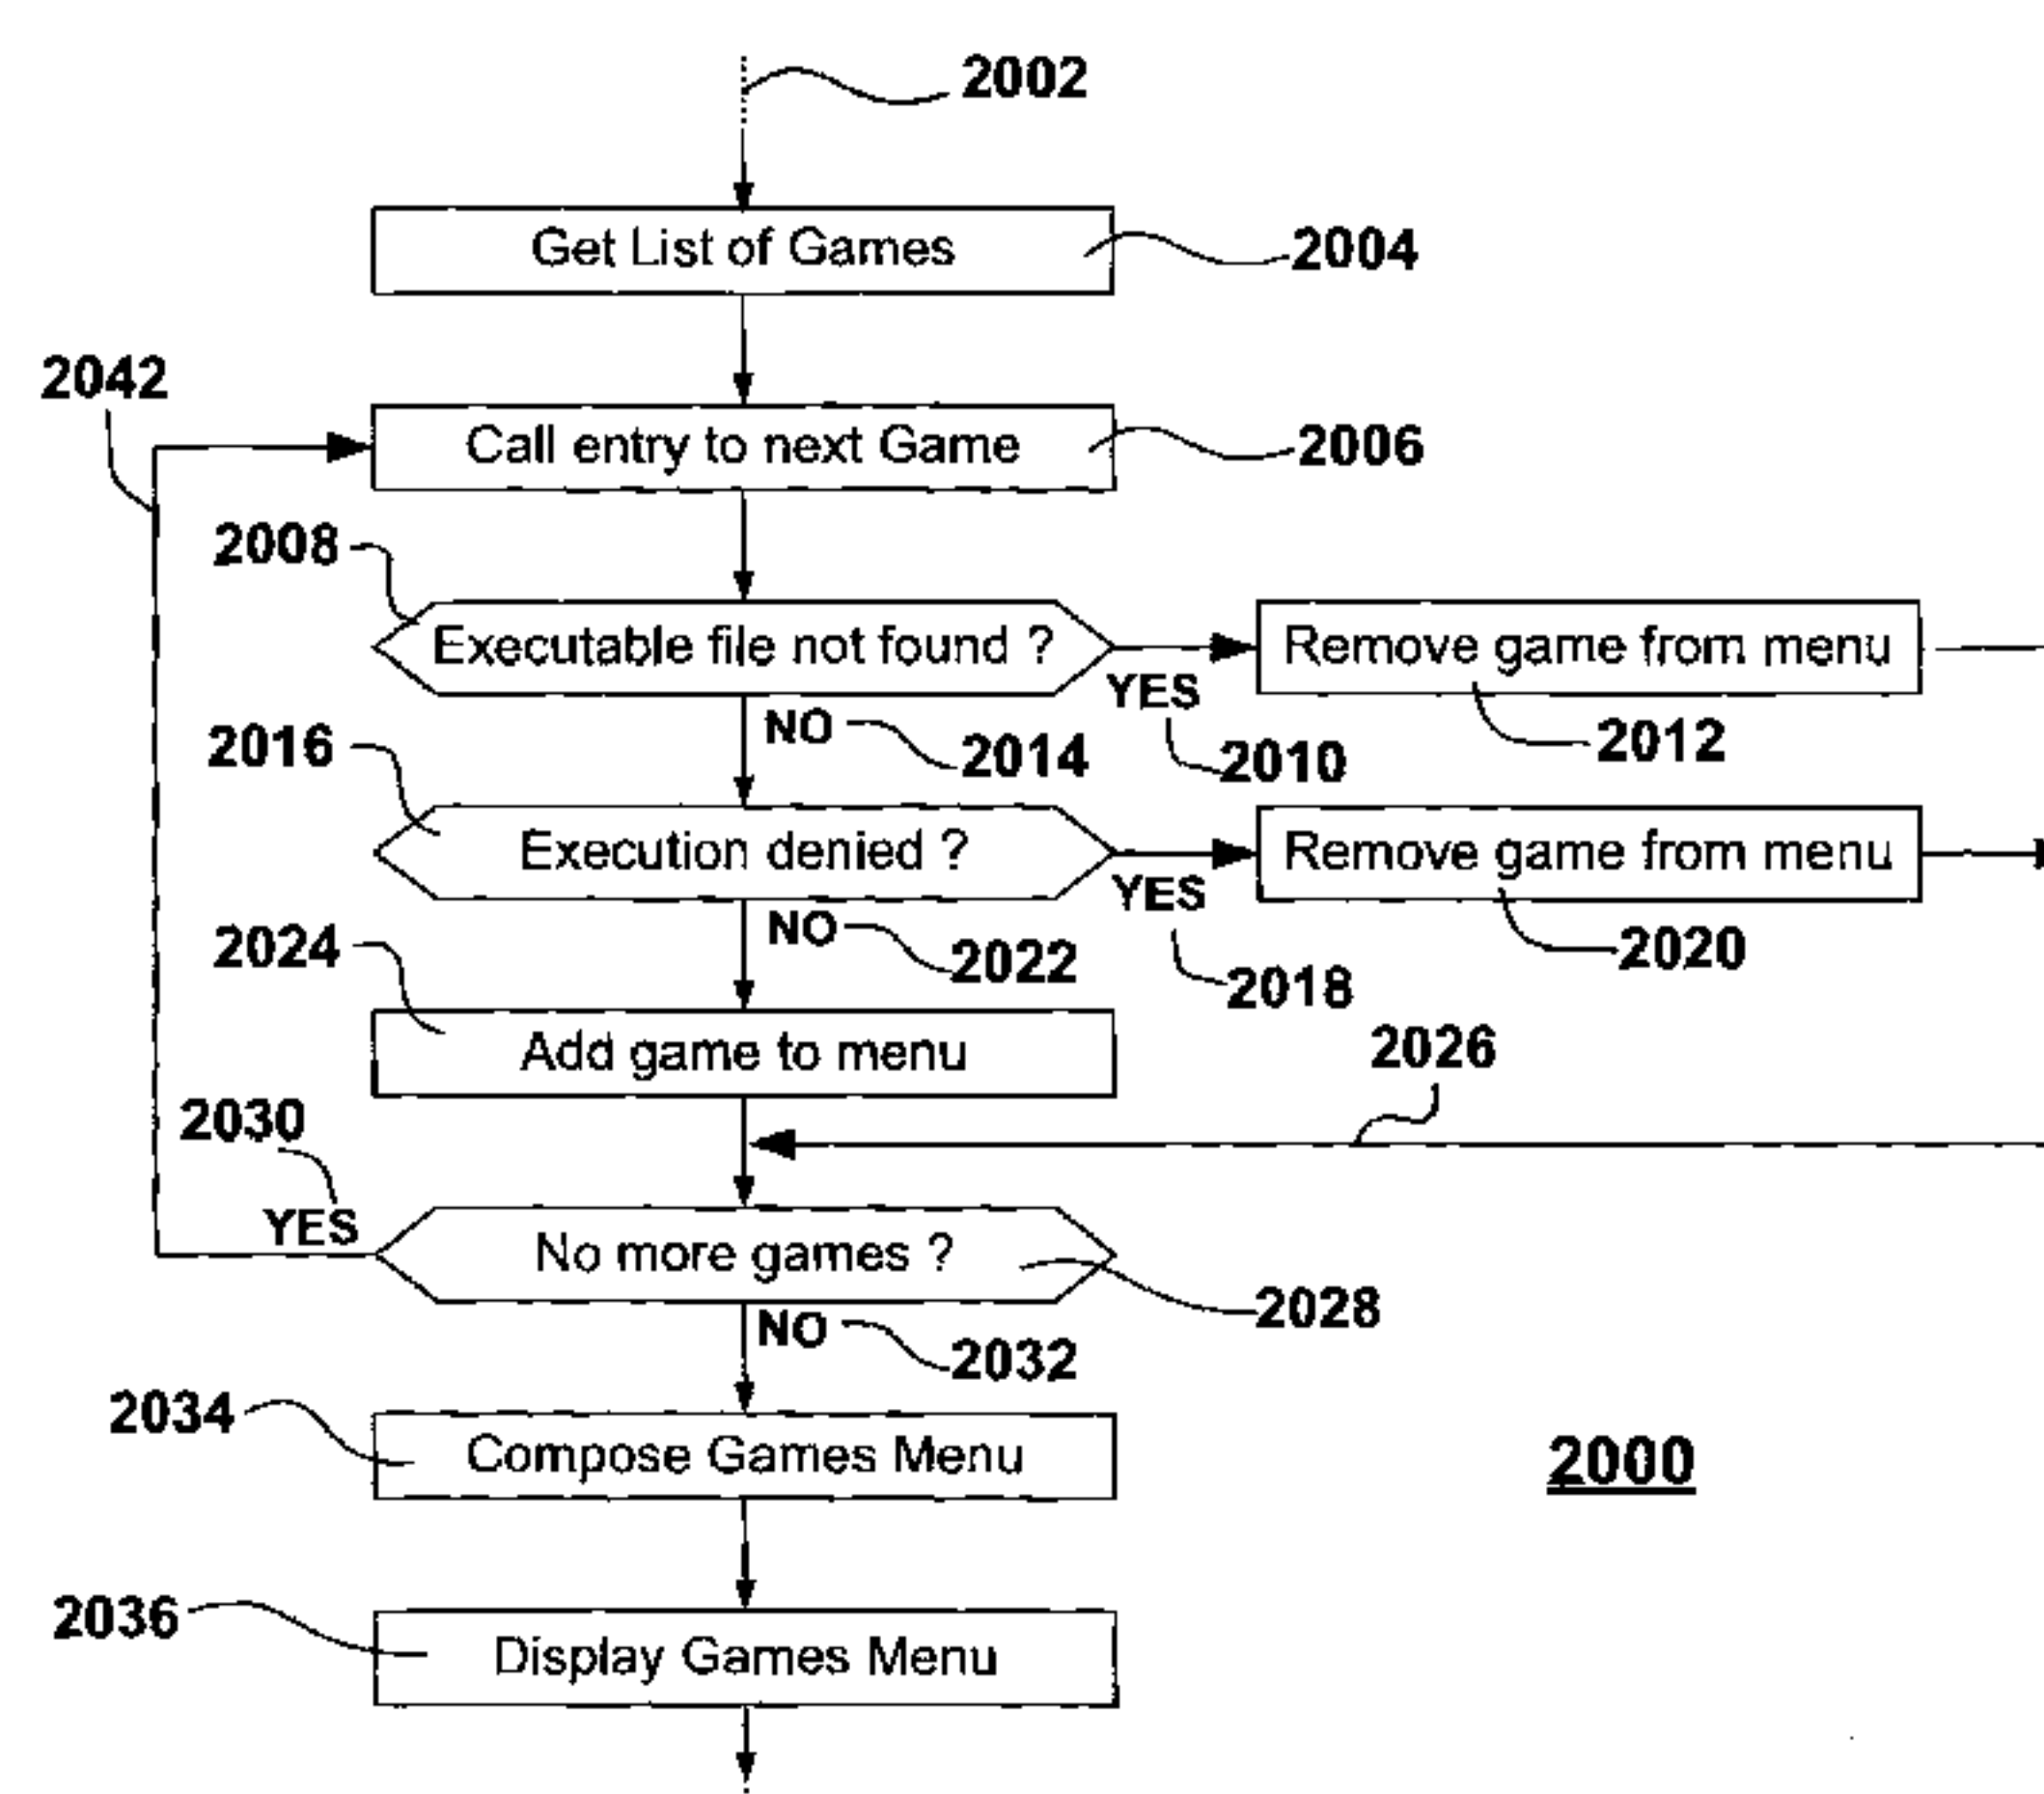 2002
Get List of Games
2004
2042
Call entry to next Game
2006
2008
Executable file not found ?
Remove game from menu
YES
NO
2014
2010
2012
2016
Execution denied ?
Remove game from menu
YES
NO
2022
2018
2020
2024
Add game to menu
2026
2030
YES
No more games ?
2028
NO
2032
2034
Compose Games Menu
2000
2036
Display Games Menu